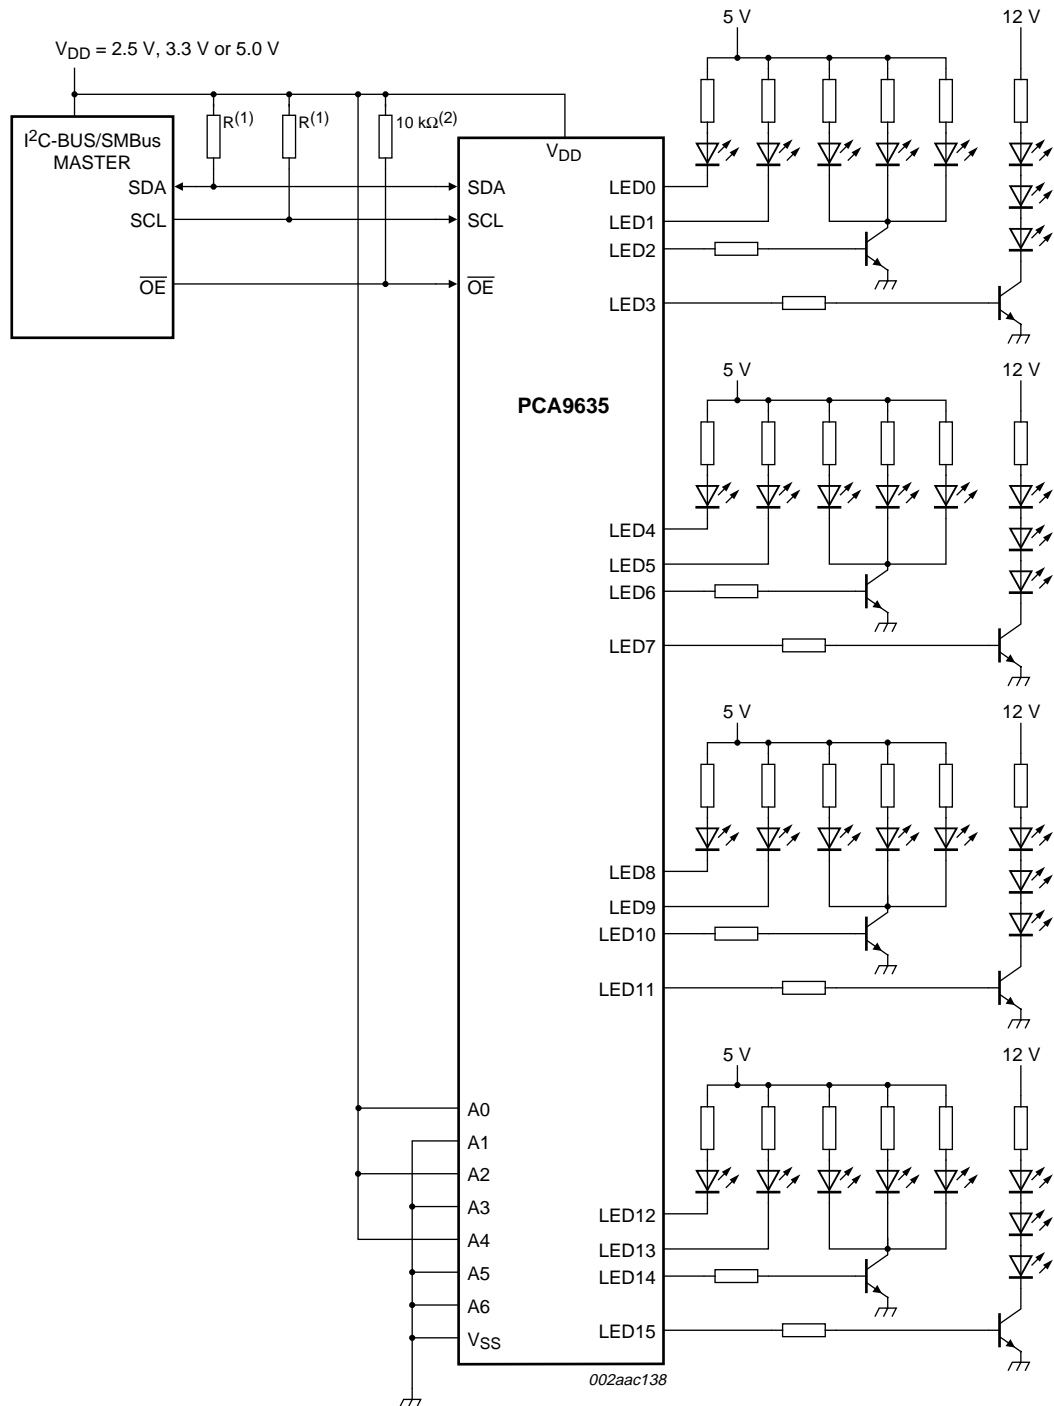 5 V
12 V
V_DD = 2.5 V, 3.3 V or 5.0 V
R(1)
R(1)
10 kΩ(2)
I²C-BUS/SMBus
MASTER
SDA
SCL
OE
V_DD
SDA
SCL
OE
LED0
LED1
LED2
LED3
PCA9635
5 V
12 V
LED4
LED5
LED6
LED7
5 V
12 V
LED8
LED9
LED10
LED11
5 V
12 V
A0
A1
A2
A3
A4
A5
A6
V_SS
LED12
LED13
LED14
LED15
002aac138